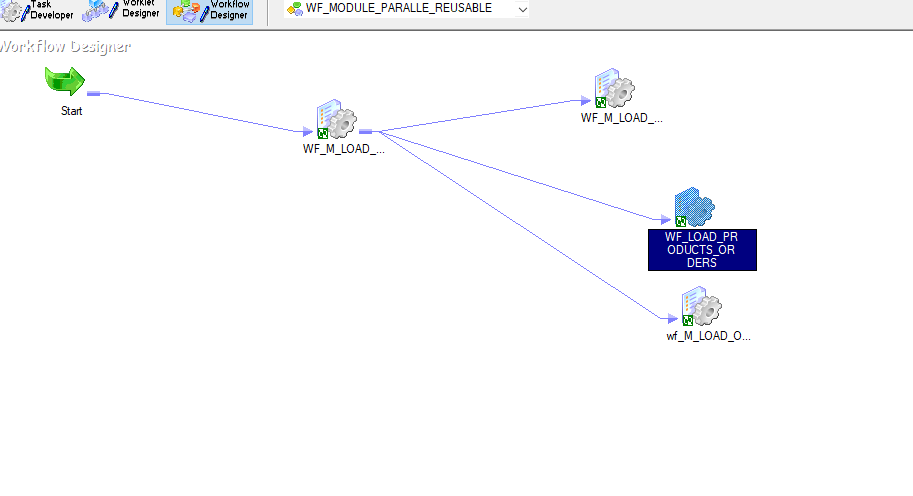 Task
Developer
Worklet
Designer
Workflow
Designer
WF_MODULE_PARALLE_REUSABLE
Workflow Designer
Start
WF_M_LOAD_...
WF_M_LOAD_...
WF_LOAD_PR
ODUCTS_OR
DERS
wf_M_LOAD_O...